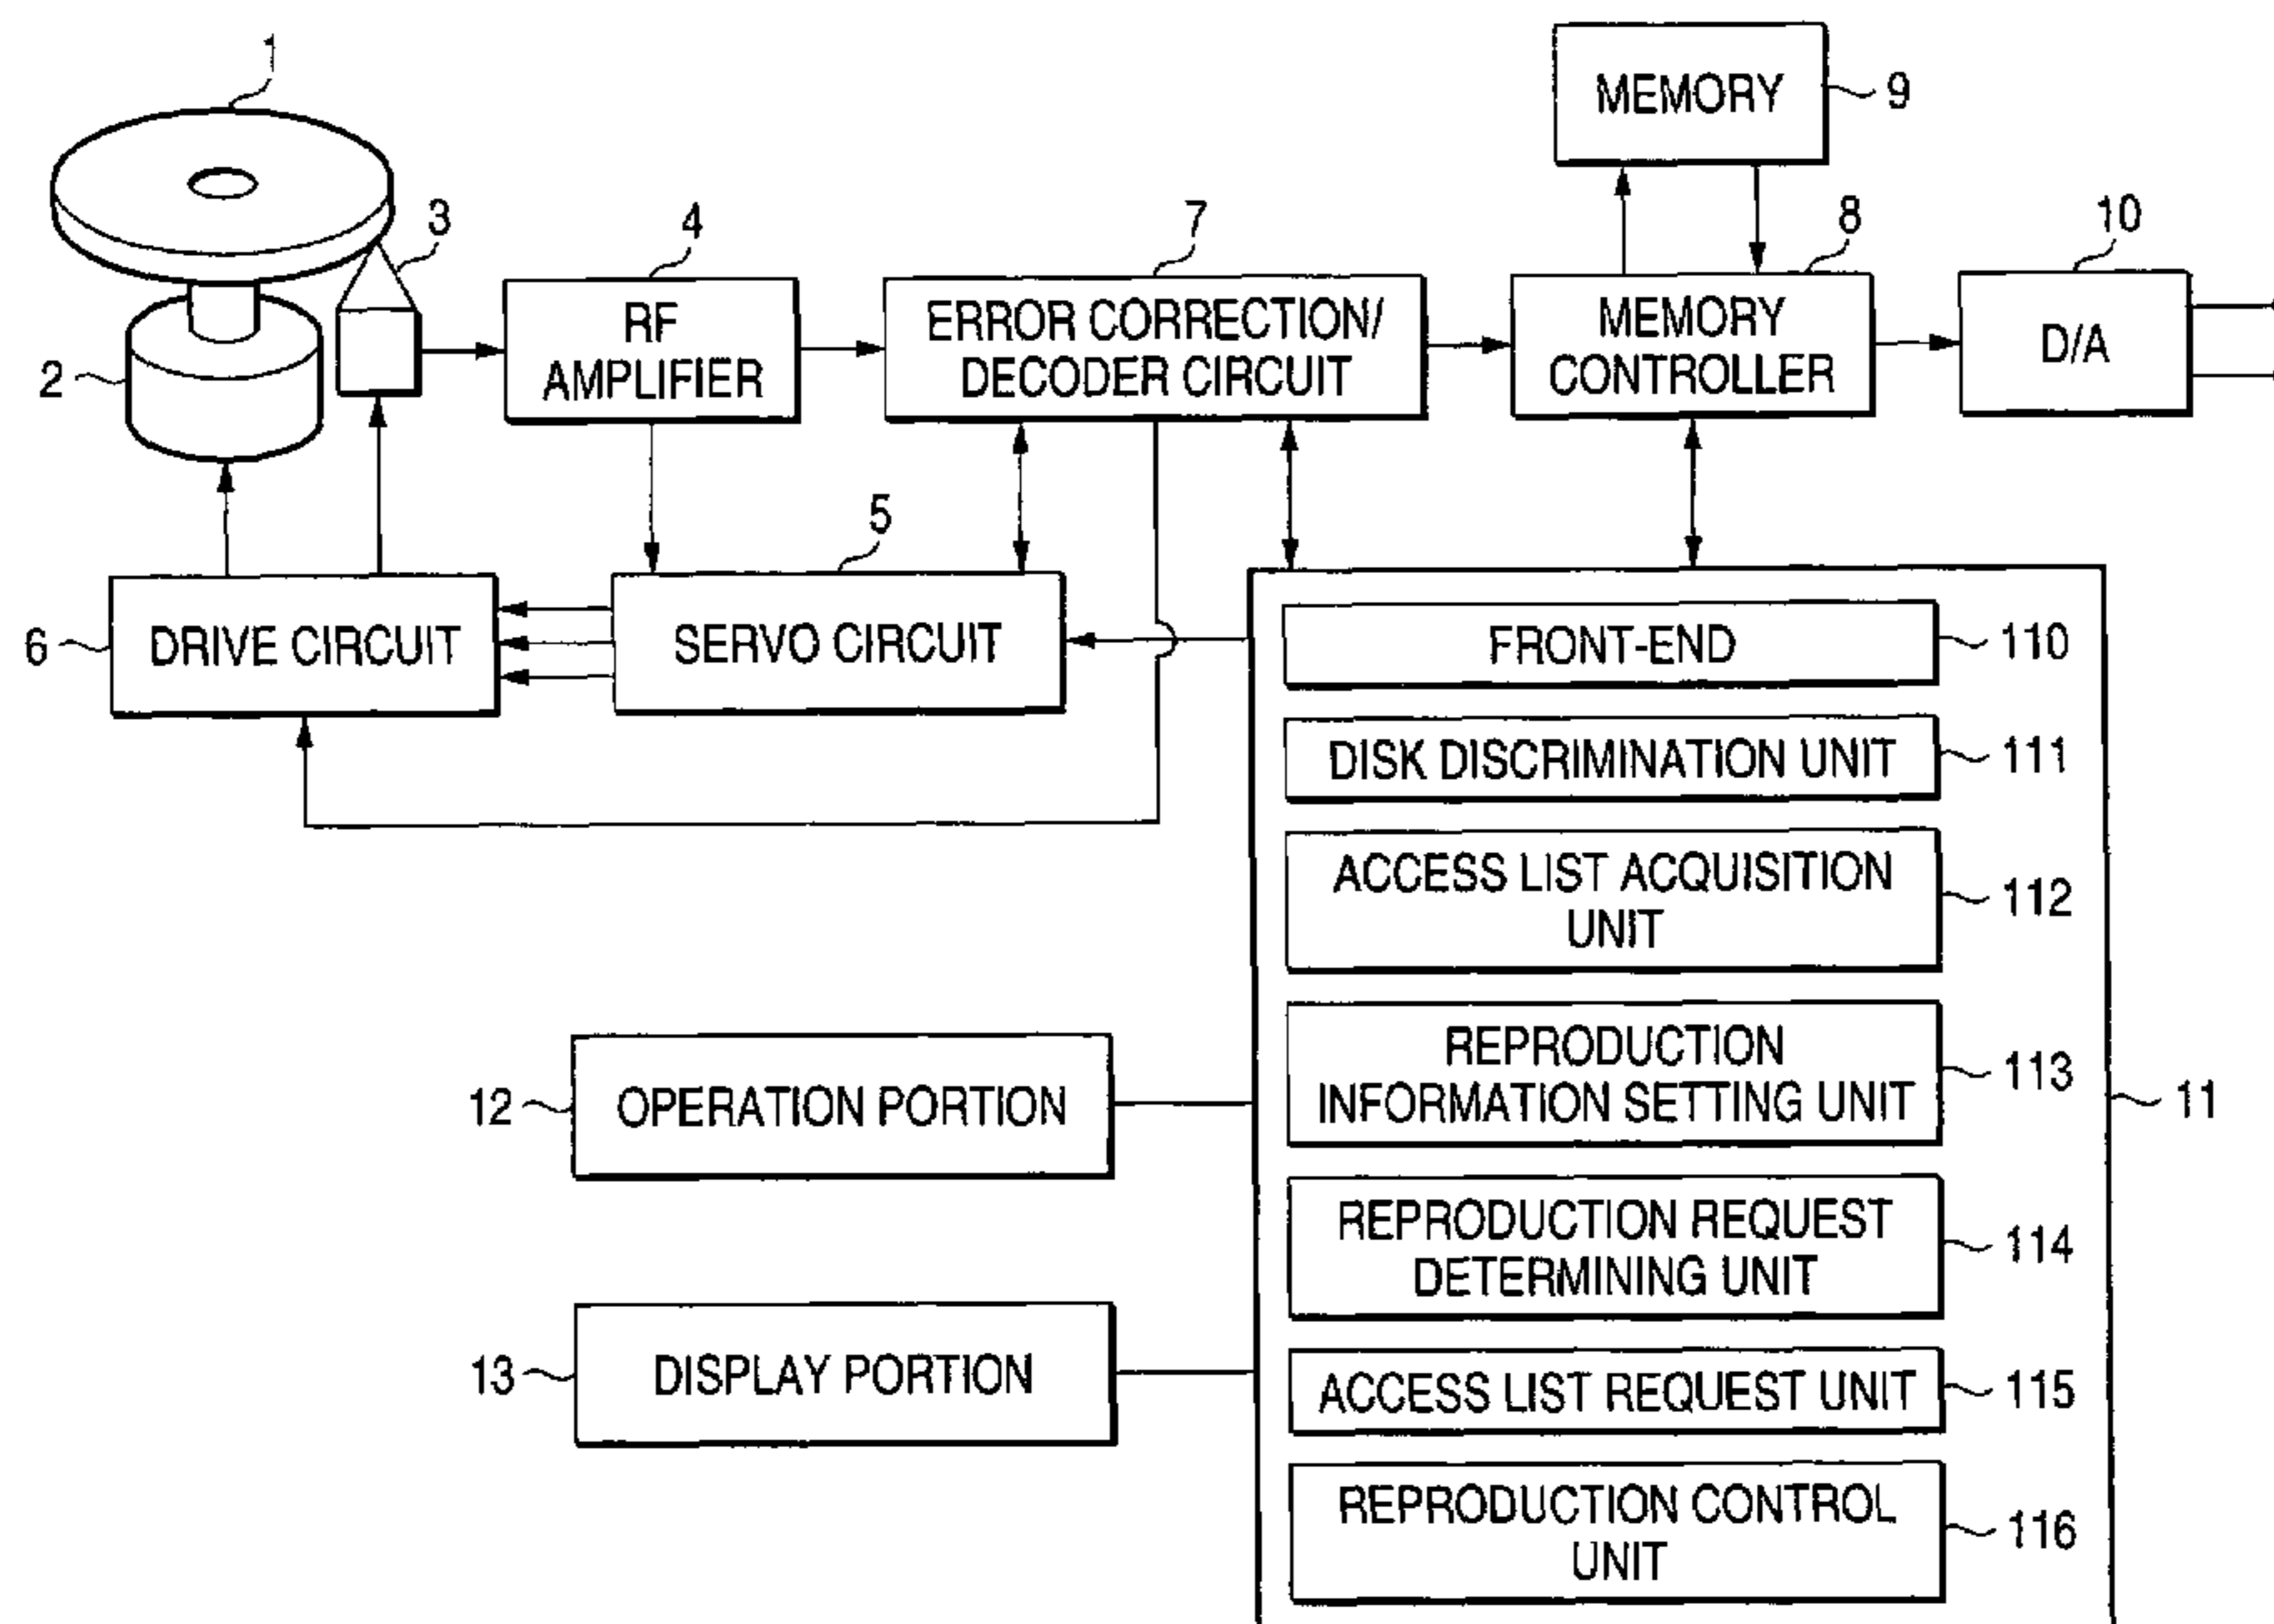 1
MEMORY
9
3
4
7
8
10
RF
AMPLIFIER
ERROR CORRECTION/
DECODER CIRCUIT
MEMORY
CONTROLLER
D/A
2
5
6
DRIVE CIRCUIT
SERVO CIRCUIT
FRONT-END
110
DISK DISCRIMINATION UNIT
111
ACCESS LIST ACQUISITION
UNIT
112
REPRODUCTION
INFORMATION SETTING UNIT
113
11
12
OPERATION PORTION
REPRODUCTION REQUEST
DETERMINING UNIT
114
13
DISPLAY PORTION
ACCESS LIST REQUEST UNIT
115
REPRODUCTION CONTROL
UNIT
116